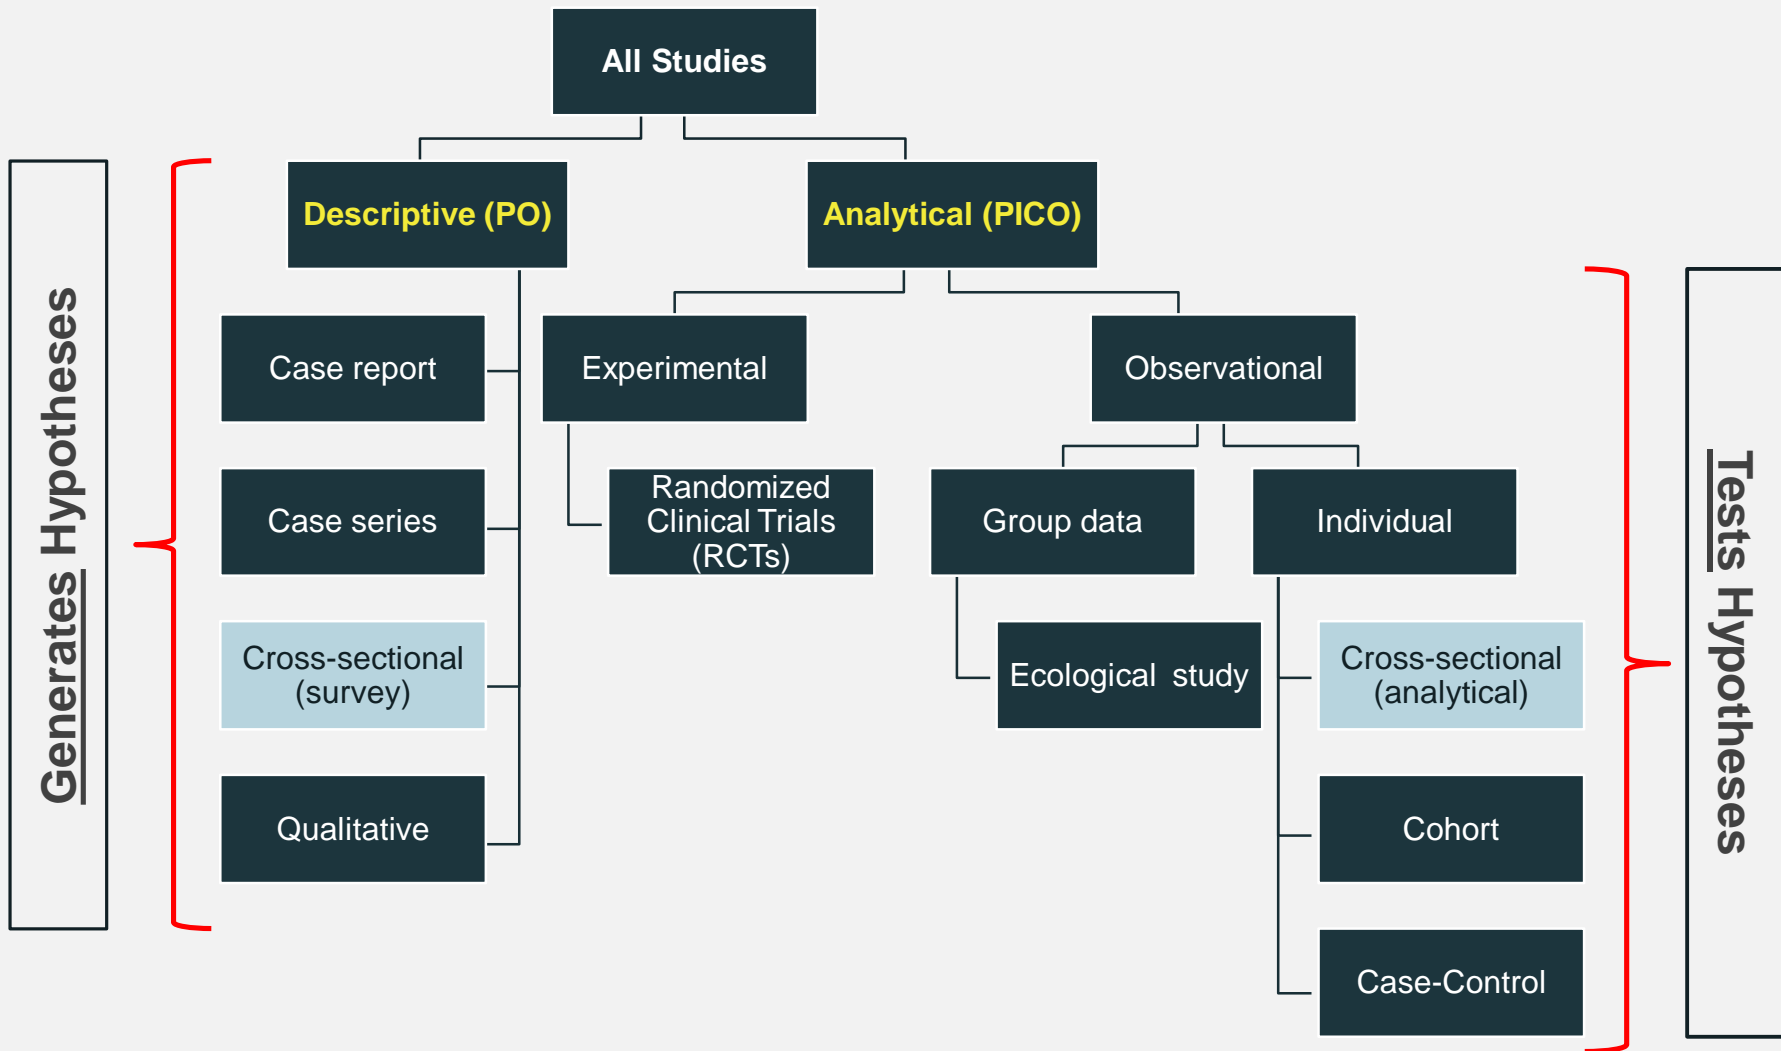 All Studies
Descriptive (PO)
Analytical (PICO)
Generates Hypotheses
Case report
Experimental
Observational
Case series
Randomized
Clinical Trials
(RCTs)
Group data
Individual
Cross-sectional
(survey)
Ecological study
Cross-sectional
(analytical)
Qualitative
Cohort
Case-Control
Tests Hypotheses